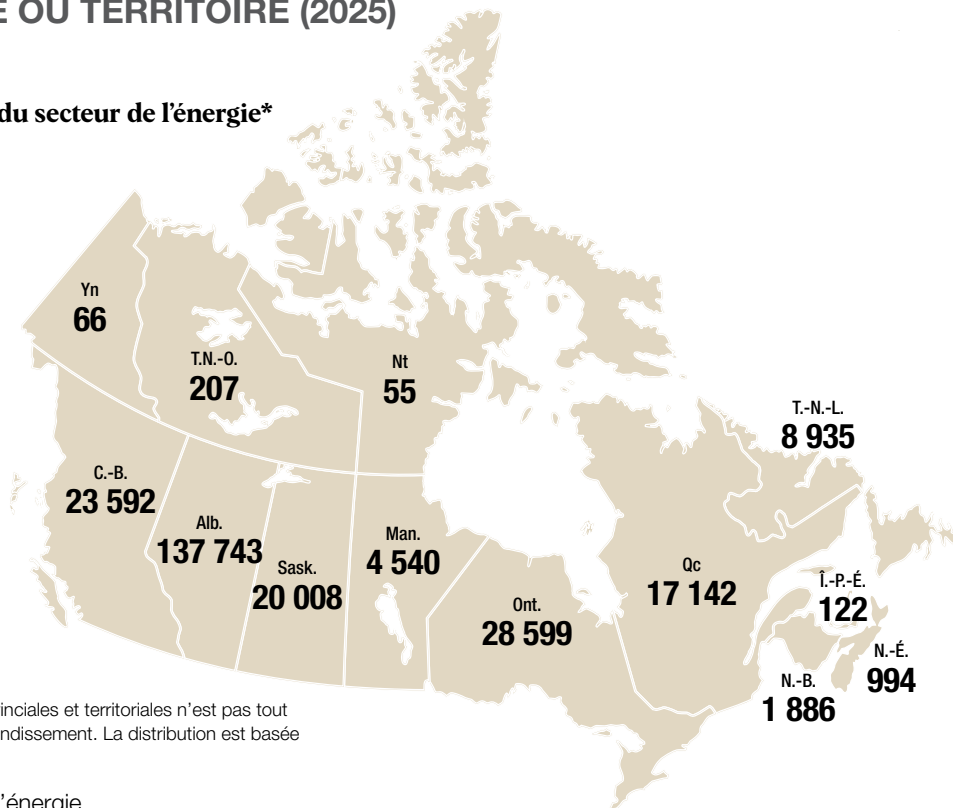 E OU TERRITOIRE (2025)
du secteur de l'énergie*
Yn
66
T.N.-O.
207
Nt
55
T.-N.-L.
8 935
C.-B.
23 592
Alb.
137 743
Sask.
20 008
Man.
4 540
Ont.
28 599
Qc
17 142
Î.-P.-É.
122
N.-É.
994
N.-B.
1 886
inciales et territoriales n'est pas tout
ndissement. La distribution est basée
l'énergie